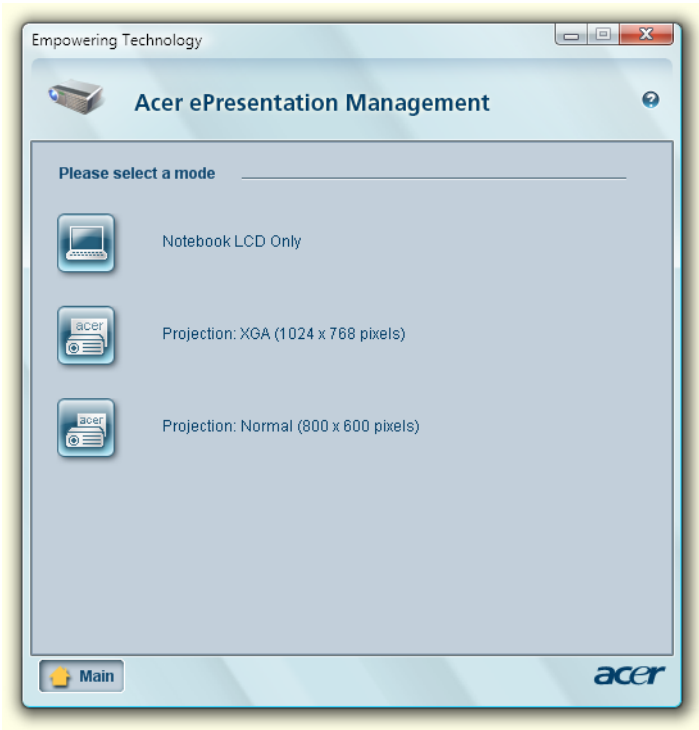 Empowering Technology
Acer ePresentation Management
Please select a mode
Notebook LCD Only
acer
Projection: XGA (1024 x 768 pixels)
acer
Projection: Normal (800 x 600 pixels)
Main
acer